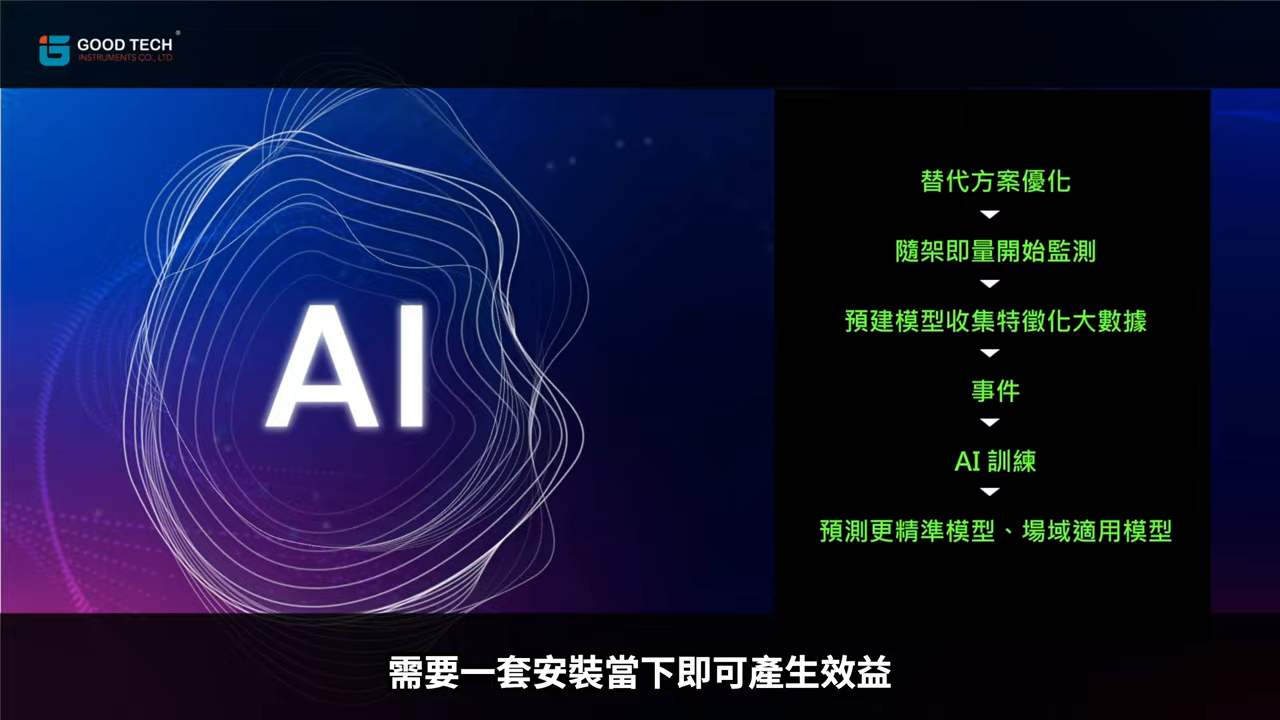 GOOD TECH®
INSTRUMENTS CO., LTD
AI
替代方案優化
隨架即量開始監測
預建模型收集特徵化大數據
事件
AI 訓練
預測更精準模型、場域適用模型
需要一套安裝當下即可產生效益